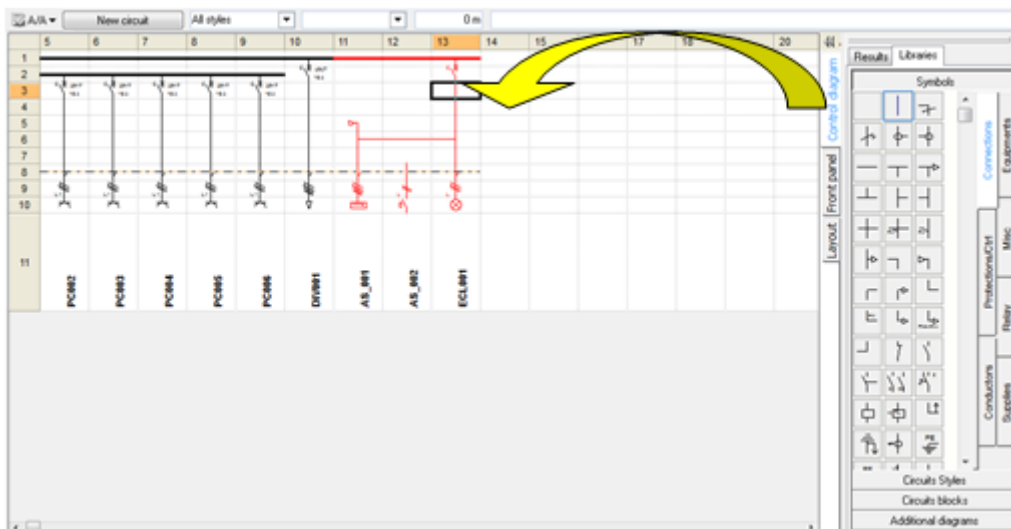 A/A New circuit All styles 0 m
5 6 7 8 9 10 11 12 13 14 15 17 18 20
1
2
3
4
5
6
7
8
9
10
11
PC002 PC003 PC004 PC005 PC006 DIV001 AS_001 AS_002 ECL001
Control diagram
Front panel
Layout
Results Libraries
Symbols
Connections
Protections/Ctrl
Conductors
Equipments
Misc
Relay
Supplies
Circuits Styles
Circuits blocks
Additional diagrams